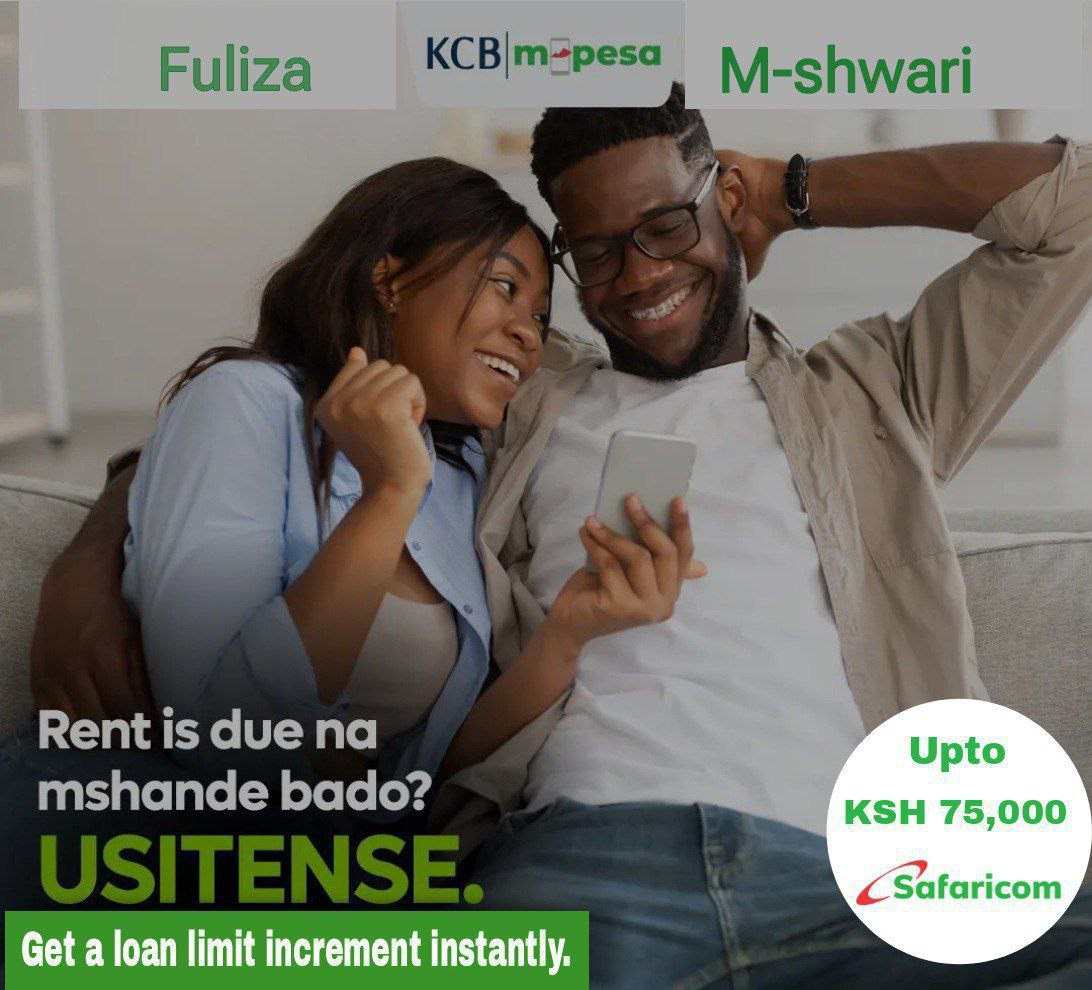 Fuliza
KCB m-pesa
M-shwari
Rent is due na
mshande bado?
USITENSE.
Get a loan limit increment instantly.
Upto
KSH 75,000
Safaricom